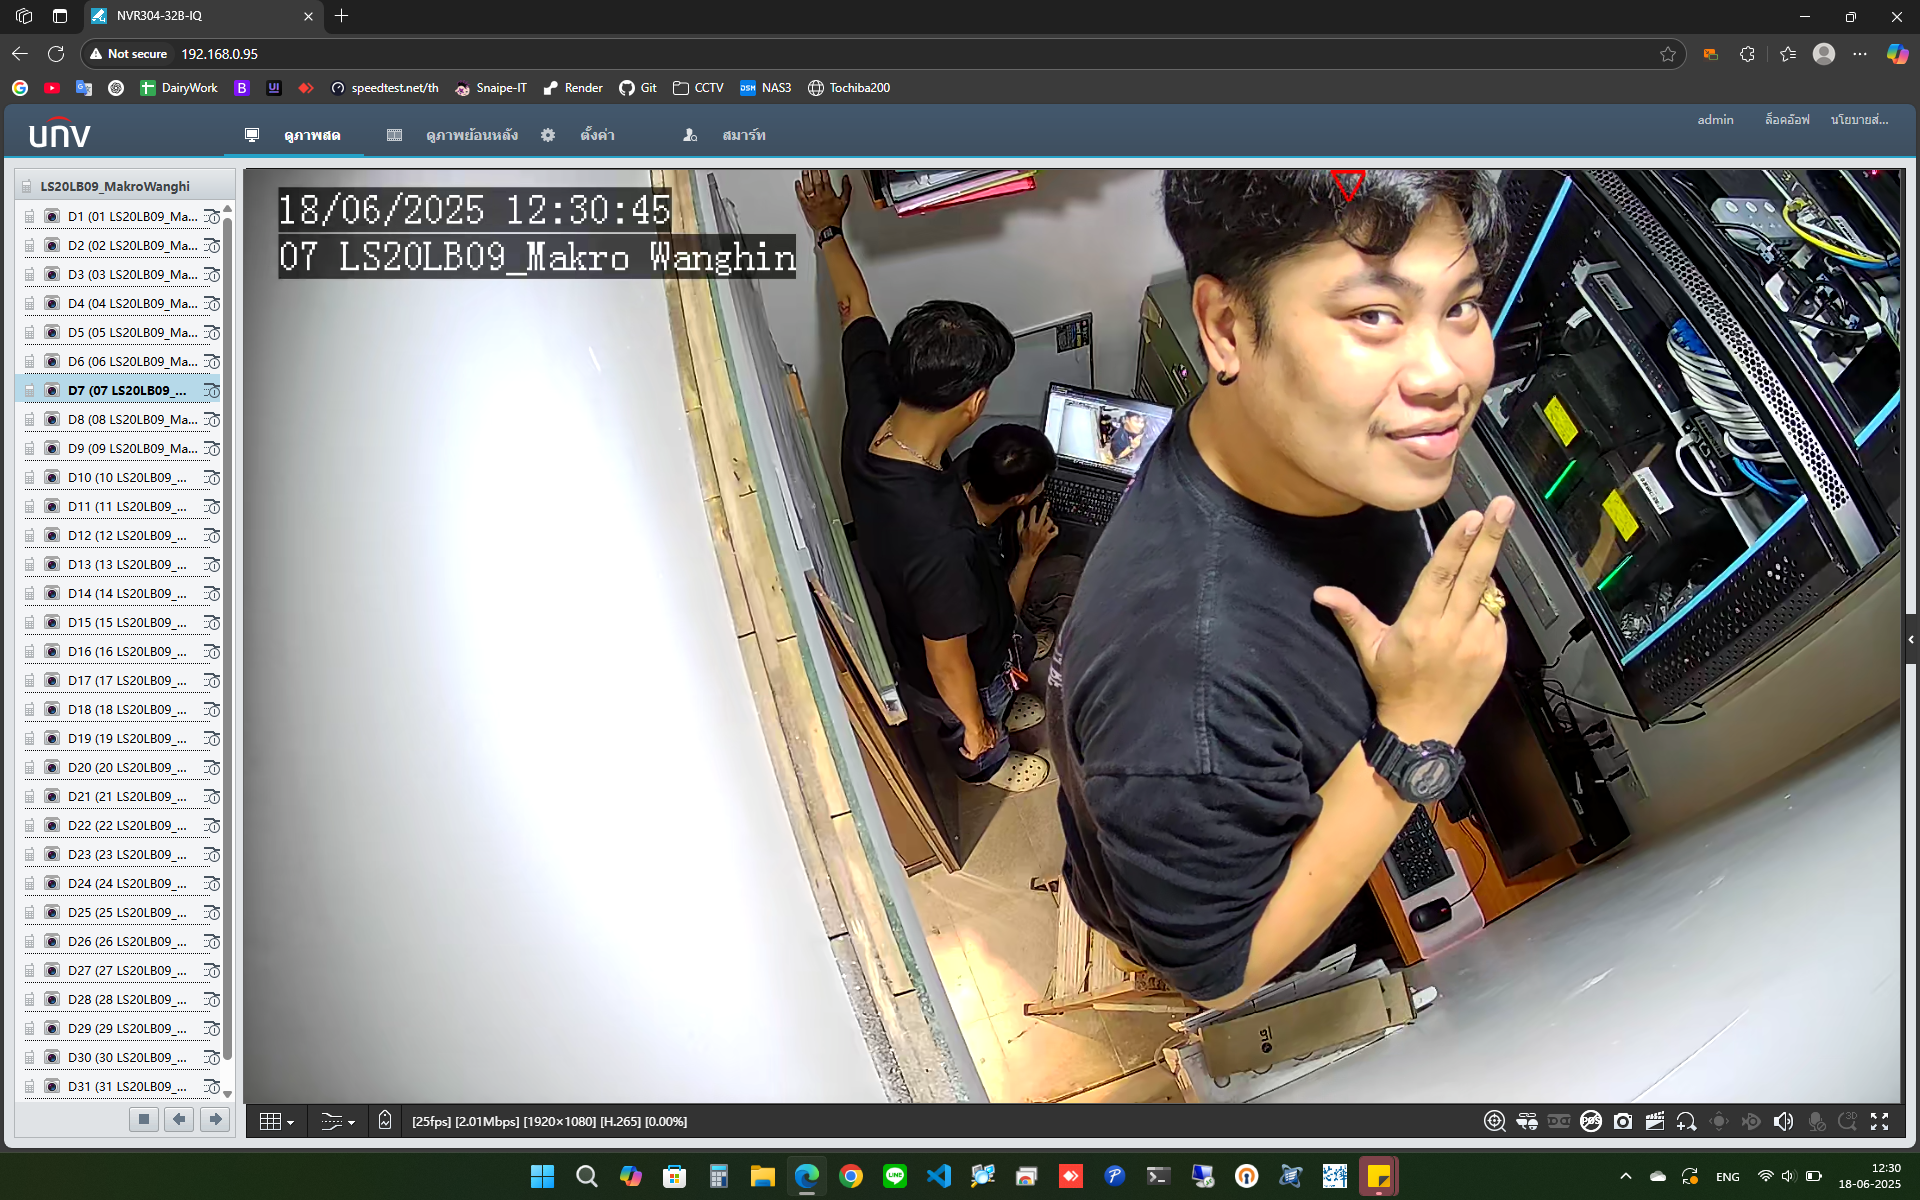 NVR304-32B-IQ
Not secure 192.168.0.95
DairyWork B UI speedtest.net/th Snaipe-IT Render Git CCTV DSM NAS3 Tochiba200
unv ดูภาพสด ดูภาพย้อนหลัง ตั้งค่า สมาร์ท admin ล็อคอ๊อฟ นโยบายส่...
LS20LB09_MakroWanghi
D1 (01 LS20LB09_Ma...
D2 (02 LS20LB09_Ma...
D3 (03 LS20LB09_Ma...
D4 (04 LS20LB09_Ma...
D5 (05 LS20LB09_Ma...
D6 (06 LS20LB09_Ma...
D7 (07 LS20LB09_...
D8 (08 LS20LB09_Ma...
D9 (09 LS20LB09_Ma...
D10 (10 LS20LB09_...
D11 (11 LS20LB09_...
D12 (12 LS20LB09_...
D13 (13 LS20LB09_...
D14 (14 LS20LB09_...
D15 (15 LS20LB09_...
D16 (16 LS20LB09_...
D17 (17 LS20LB09_...
D18 (18 LS20LB09_...
D19 (19 LS20LB09_...
D20 (20 LS20LB09_...
D21 (21 LS20LB09_...
D22 (22 LS20LB09_...
D23 (23 LS20LB09_...
D24 (24 LS20LB09_...
D25 (25 LS20LB09_...
D26 (26 LS20LB09_...
D27 (27 LS20LB09_...
D28 (28 LS20LB09_...
D29 (29 LS20LB09_...
D30 (30 LS20LB09_...
D31 (31 LS20LB09_...
18/06/2025 12:30:45
07 LS20LB09_Makro Wanghin
[25fps] [2.01Mbps] [1920×1080] [H.265] [0.00%]
POS
3D
LINE
ENG
12:30
18-06-2025